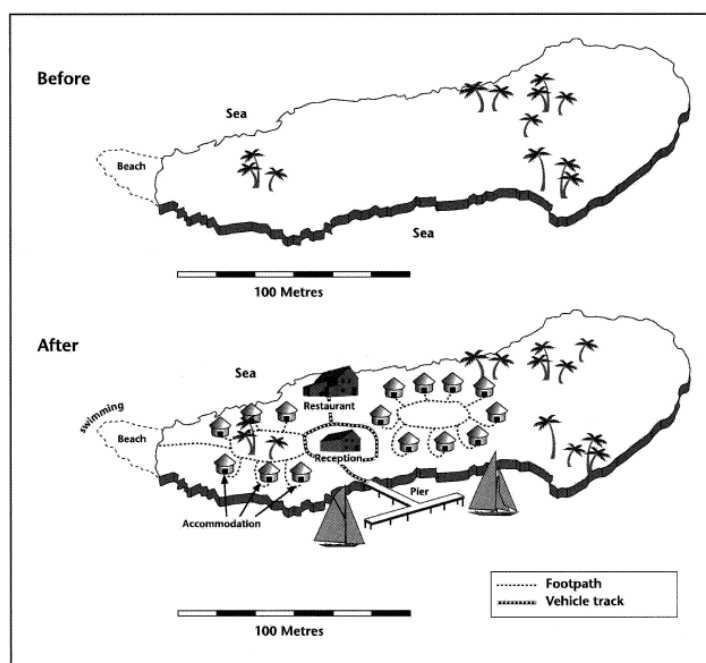 Before
Sea
Beach
Sea
100 Metres
After
Sea
swimming
Restaurant
Beach
Reception
Pier
Accommodation
Footpath
Vehicle track
100 Metres